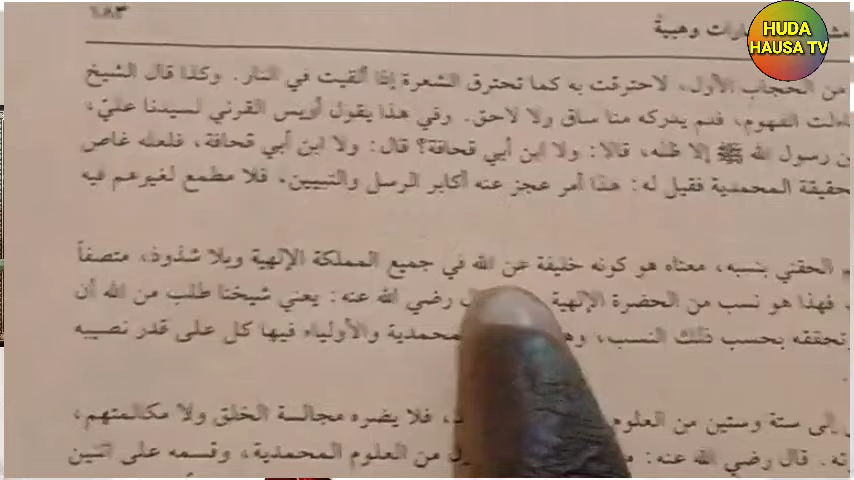 ١٨٣
وهبية
HUDA
HAUSA TV
من الحجاب الأول، لاحترقت به كما تحترق الشعرة إذا ألقيت في النار. وكذا قال الشيخ
الفهوم، فلم يدركه منا سابق ولا لاحق. وفي هذا يقول أويس القرني لسيدنا علي،
رسول الله ﷺ إلا ظله، قالا: ولا ابن أبي قحافة؟ قال: ولا ابن أبي قحافة، فلعله غاص
المحمدية فقيل له: هذا أمر عجز عنه أكابر الرسل والنبيين، فلا مطمع لغيرهم فيه
الحقني بنسبه، معناه هو كونه خليفة عن الله في جميع المملكة الإلهية وبلا شذوذ، متصفاً
فهذا هو نسب من الحضرة الإلهية رضي الله عنه: يعني شيخنا طلب من الله أن
بحسب ذلك النسب، والأولياء فيها كل على قدر نصيبه
إلى ستة وستين من العلوم فلا يضره مجالسة الخلق ولا مكالمتهم،
قال رضي الله عنه: من العلوم المحمدية، وقسمه على اثنين